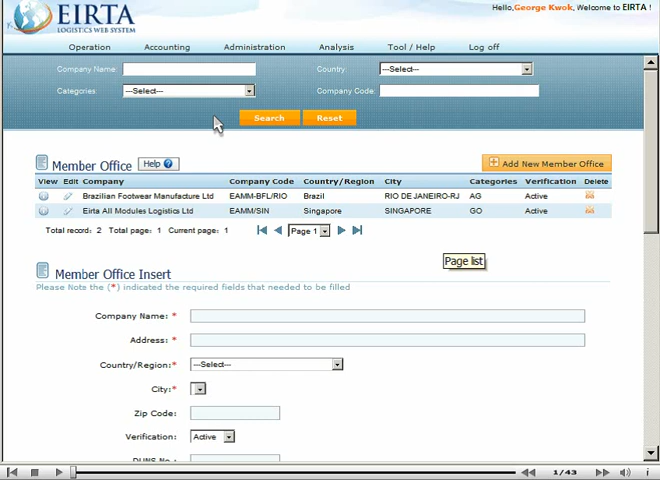 EIRTA
LOGISTICS WEB SYSTEM
Hello,George Kwok, Welcome to EIRTA !
Operation Accounting Administration Analysis Tool / Help Log off
Company Name: Country: ---Select---
Categories: ---Select--- Company Code:
Search Reset
Member Office Help ? Add New Member Office
View Edit Company Company Code Country/Region City Categories Verification Delete
Brazilian Footwear Manufacture Ltd EAMM-BFL/RIO Brazil RIO DE JANEIRO-RJ AG Active
Eirta All Modules Logistics Ltd EAMM/SIN Singapore SINGAPORE GO Active
Total record: 2 Total page: 1 Current page: 1 Page 1
Page list
Member Office Insert
Please Note the (*) indicated the required fields that needed to be filled
Company Name: *
Address: *
Country/Region:* ---Select---
City:*
Zip Code:
Verification: Active
DUNS No.
1/43